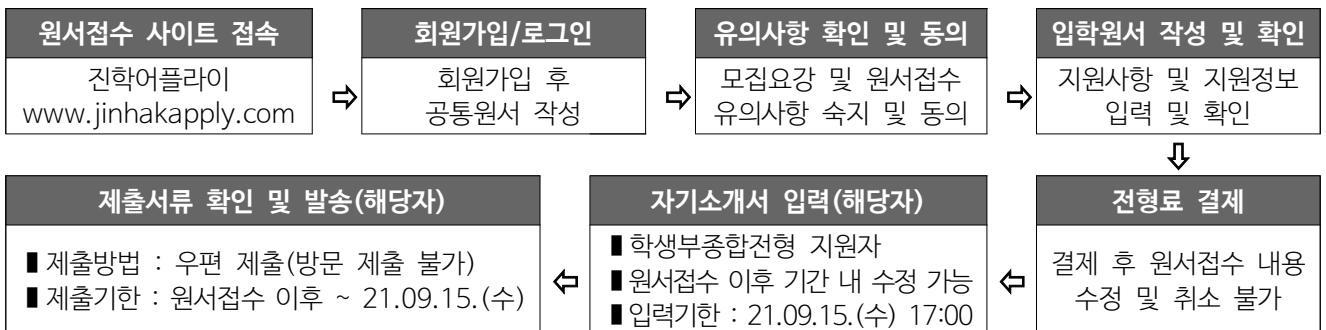 원서접수 사이트 접속
진학어플라이
www.jinhakapply.com
⇨
회원가입/로그인
회원가입 후
공통원서 작성
⇨
유의사항 확인 및 동의
모집요강 및 원서접수
유의사항 숙지 및 동의
⇨
입학원서 작성 및 확인
지원사항 및 지원정보
입력 및 확인
⇩
전형료 결제
결제 후 원서접수 내용
수정 및 취소 불가
⇦
자기소개서 입력(해당자)
▮학생부종합전형 지원자
▮원서접수 이후 기간 내 수정 가능
▮입력기한 : 21.09.15.(수) 17:00
⇦
제출서류 확인 및 발송(해당자)
▮제출방법 : 우편 제출(방문 제출 불가)
▮제출기한 : 원서접수 이후 ~ 21.09.15.(수)